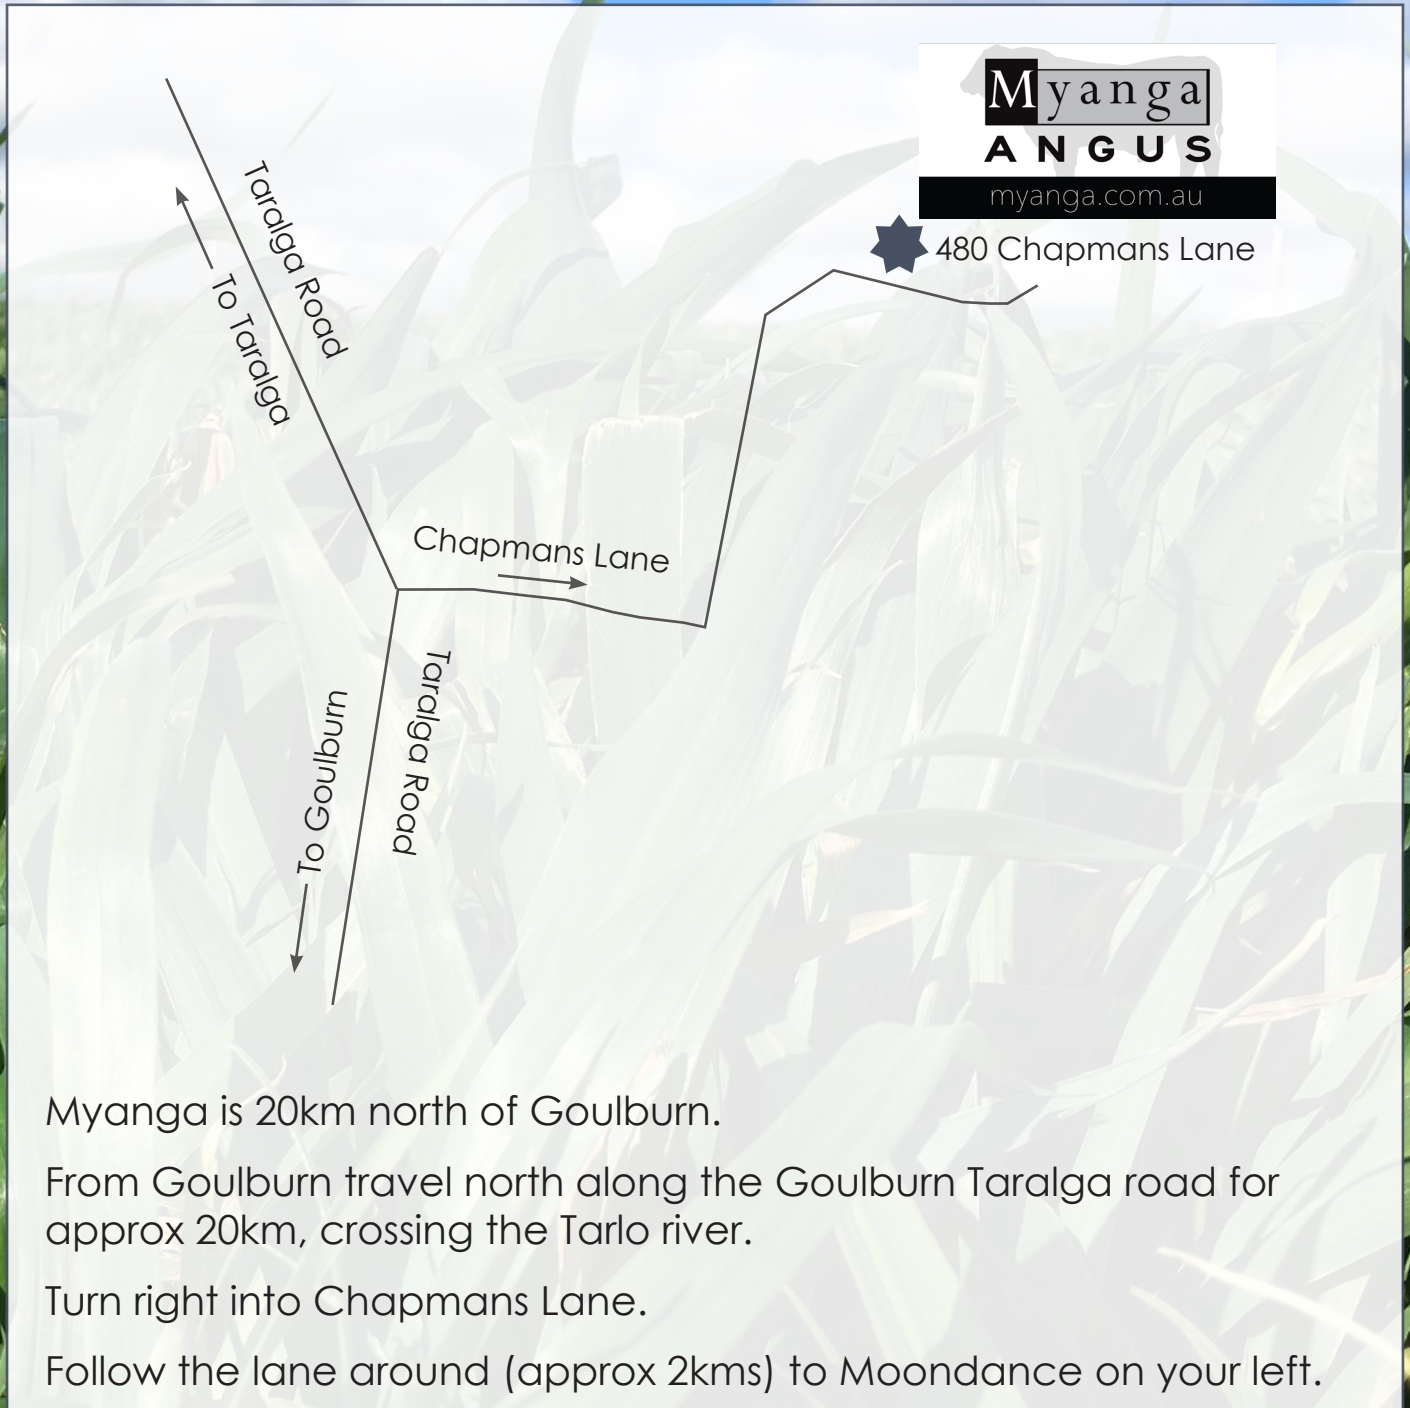 Myanga
ANGUS
myanga.com.au
480 Chapmans Lane
Taralga Road
To Taralga
Chapmans Lane
Taralga Road
To Goulburn
Myanga is 20km north of Goulburn.
From Goulburn travel north along the Goulburn Taralga road for
approx 20km, crossing the Tarlo river.
Turn right into Chapmans Lane.
Follow the lane around (approx 2kms) to Moondance on your left.